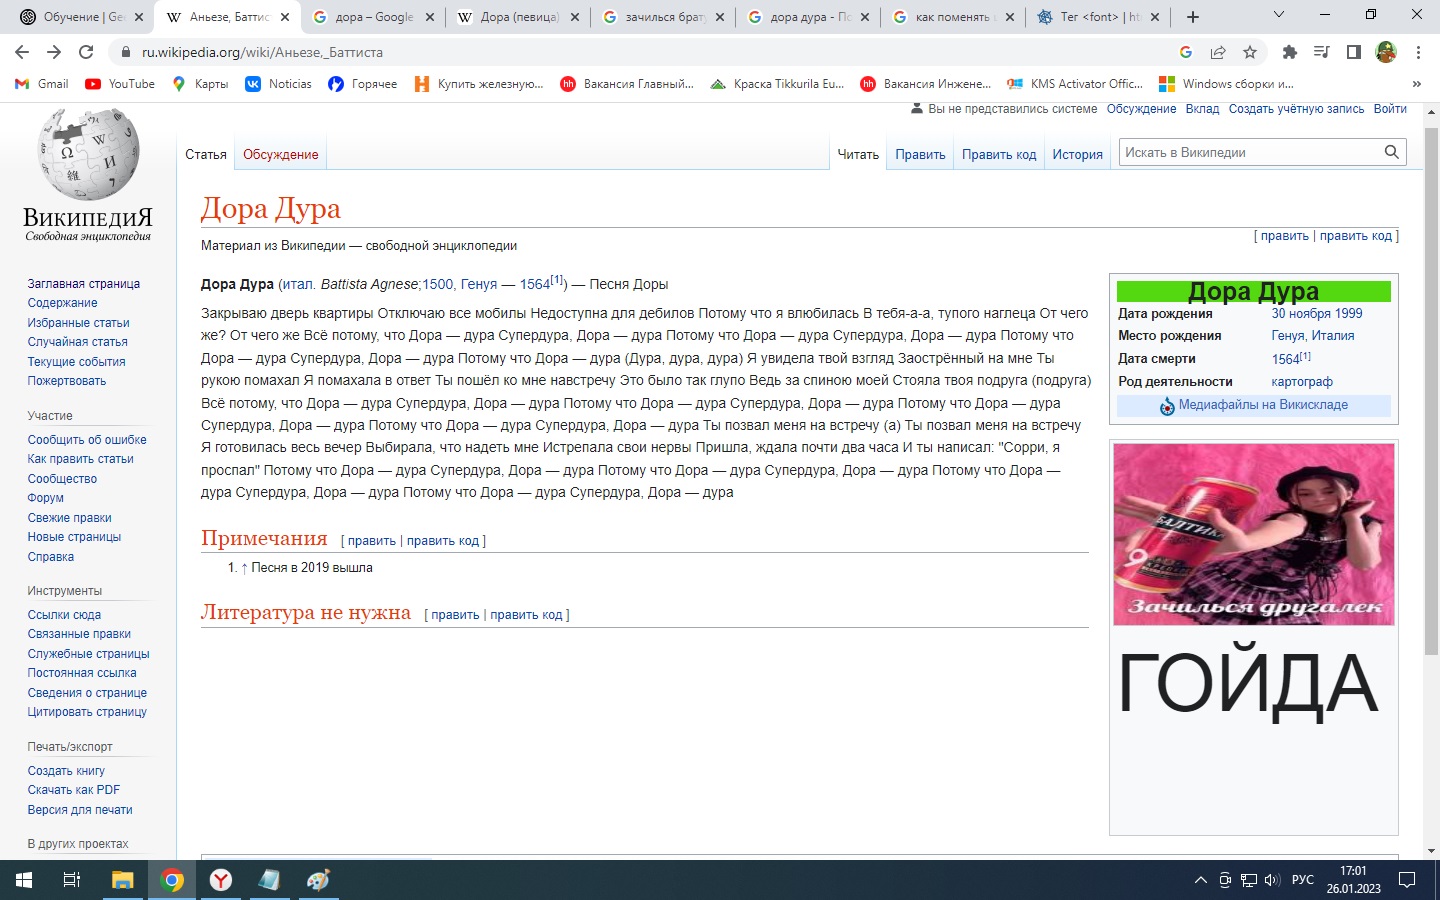 Обучение | Ge
Аньезе, Баттис
дора – Google
Дора (певица)
зачилься брат
дора дура - По
как поменять
Тег <font> | ht
ru.wikipedia.org/wiki/Аньезе,_Баттиста
Gmail
YouTube
Карты
Noticias
Горячее
Купить железную...
Вакансия Главный...
Краска Tikkurila Eu...
Вакансия Инжене...
KMS Activator Offic...
Windows сборки и...
»
Вы не представились системе Обсуждение Вклад Создать учётную запись Войти
ВИКИПЕДИЯ
Свободная энциклопедия
Статья Обсуждение
Читать Править Править код История
Искать в Википедии
Заглавная страница
Содержание
Избранные статьи
Случайная статья
Текущие события
Пожертвовать
Участие
Сообщить об ошибке
Как править статьи
Сообщество
Форум
Свежие правки
Новые страницы
Справка
Инструменты
Ссылки сюда
Связанные правки
Служебные страницы
Постоянная ссылка
Сведения о странице
Цитировать страницу
Печать/экспорт
Создать книгу
Скачать как PDF
Версия для печати
В других проектах
Дора Дура
[ править | править код ]
Материал из Википедии — свободной энциклопедии
Дора Дура (итал. Battista Agnese;1500, Генуя — 1564[1]) — Песня Доры
Закрываю дверь квартиры Отключаю все мобилы Недоступна для дебилов Потому что я влюбилась В тебя-а-а, тупого наглеца От чего
же? От чего же Всё потому, что Дора — дура Супердура, Дора — дура Потому что Дора — дура Супердура, Дора — дура Потому что
Дора — дура Супердура, Дора — дура Потому что Дора — дура (Дура, дура, дура) Я увидела твой взгляд Заострённый на мне Ты
рукою помахал Я помахала в ответ Ты пошёл ко мне навстречу Это было так глупо Ведь за спиною моей Стояла твоя подруга (подруга)
Всё потому, что Дора — дура Супердура, Дора — дура Потому что Дора — дура Супердура, Дора — дура Потому что Дора — дура
Супердура, Дора — дура Потому что Дора — дура Супердура, Дора — дура Ты позвал меня на встречу (а) Ты позвал меня на встречу
Я готовилась весь вечер Выбирала, что надеть мне Истрепала свои нервы Пришла, ждала почти два часа И ты написал: "Сорри, я
проспал" Потому что Дора — дура Супердура, Дора — дура Потому что Дора — дура Супердура, Дора — дура Потому что Дора —
дура Супердура, Дора — дура Потому что Дора — дура Супердура, Дора — дура
Примечания [ править | править код ]
1. ↑ Песня в 2019 вышла
Литература не нужна [ править | править код ]
Дора Дура
Дата рождения 30 ноября 1999
Место рождения Генуя, Италия
Дата смерти 1564[1]
Род деятельности картограф
Медиафайлы на Викискладе
БАЛТИКА
9
Зачилься другалек
ГОЙДА
РУС
17:01
26.01.2023